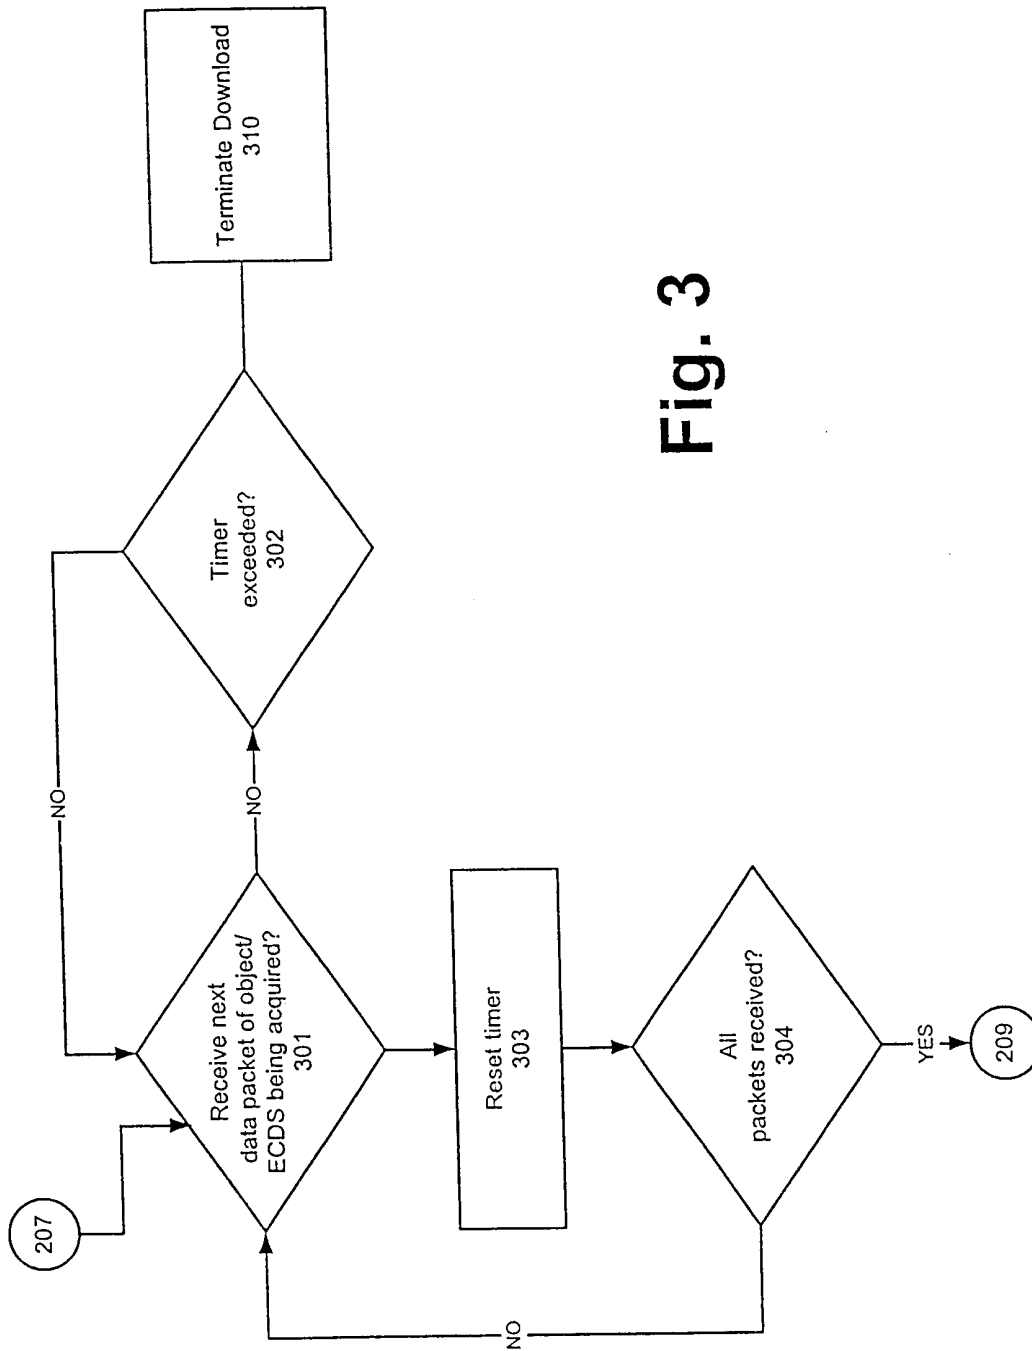 207
Receive next
data packet of object/
ECDS being acquired?
301
NO
NO
Timer
exceeded?
302
Terminate Download
310
Reset timer
303
All
packets received?
304
NO
YES
209
Fig. 3